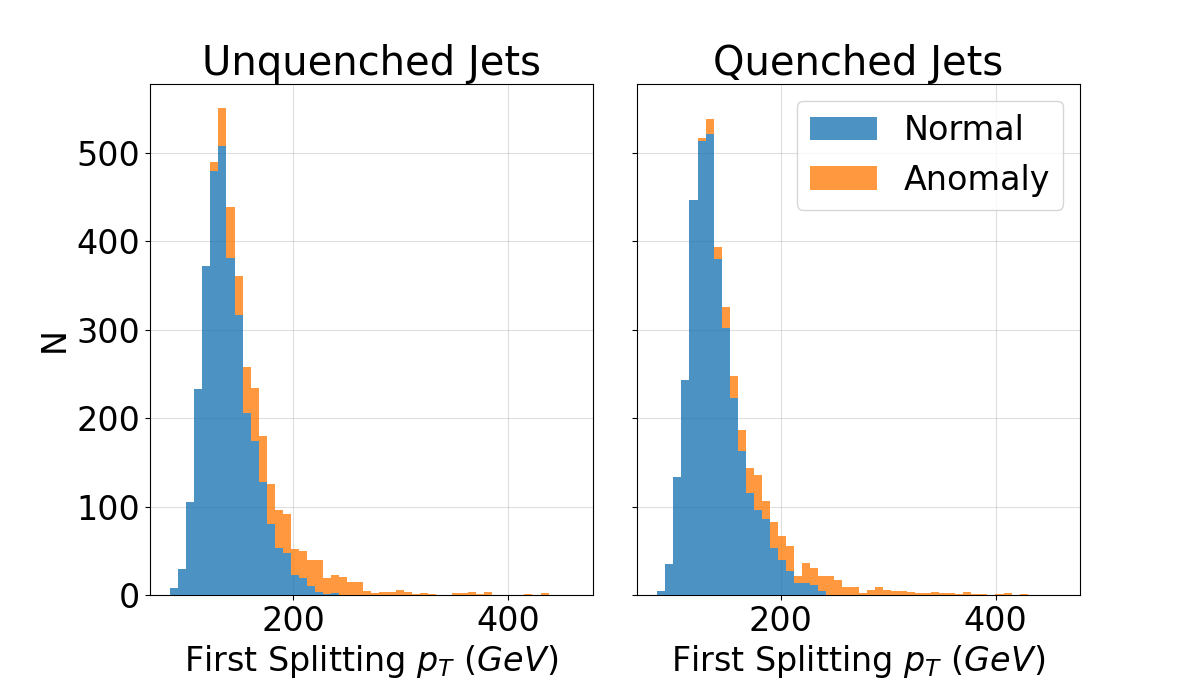 Unquenched Jets
Quenched Jets
Normal
Anomaly
N
500
400
300
200
100
0
200
400
200
400
First Splitting p_T (GeV)
First Splitting p_T (GeV)